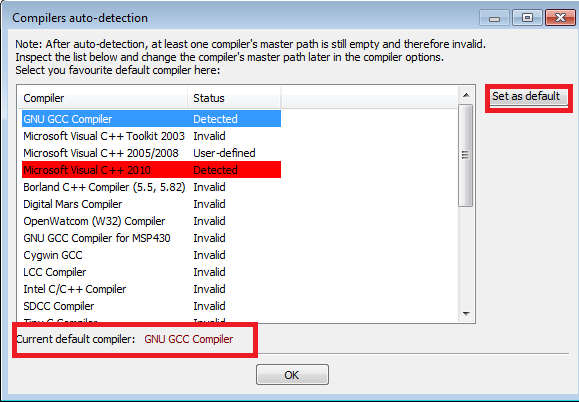 Compilers auto-detection
Note: After auto-detection, at least one compiler's master path is still empty and therefore invalid.
Inspect the list below and change the compiler's master path later in the compiler options.
Select you favourite default compiler here:
Compiler Status
GNU GCC Compiler Detected
Microsoft Visual C++ Toolkit 2003 Invalid
Microsoft Visual C++ 2005/2008 User-defined
Microsoft Visual C++ 2010 Detected
Borland C++ Compiler (5.5, 5.82) Invalid
Digital Mars Compiler Invalid
OpenWatcom (W32) Compiler Invalid
GNU GCC Compiler for MSP430 Invalid
Cygwin GCC Invalid
LCC Compiler Invalid
Intel C/C++ Compiler Invalid
SDCC Compiler Invalid
Tiny C Compiler Invalid
Set as default
Current default compiler: GNU GCC Compiler
OK